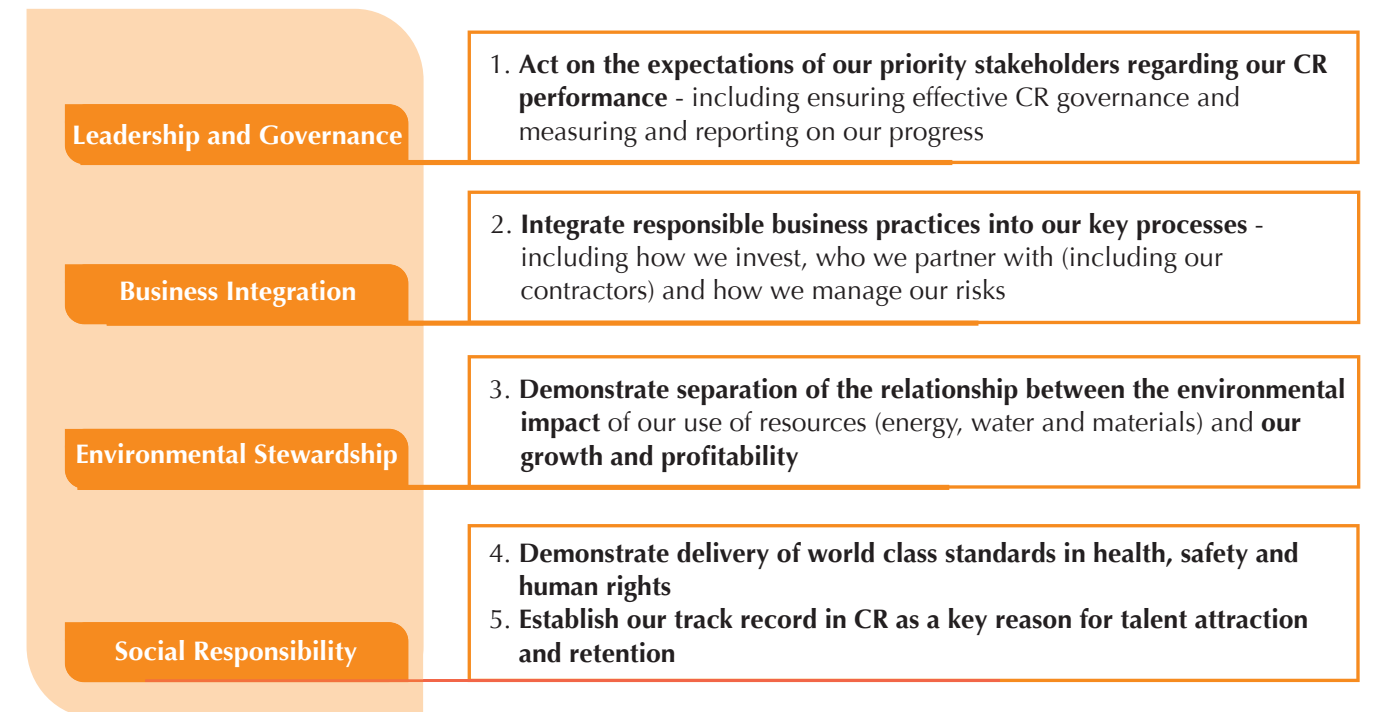 Leadership and Governance
1. Act on the expectations of our priority stakeholders regarding our CR
performance - including ensuring effective CR governance and
measuring and reporting on our progress
Business Integration
2. Integrate responsible business practices into our key processes -
including how we invest, who we partner with (including our
contractors) and how we manage our risks
Environmental Stewardship
3. Demonstrate separation of the relationship between the environmental
impact of our use of resources (energy, water and materials) and our
growth and profitability
Social Responsibility
4. Demonstrate delivery of world class standards in health, safety and
human rights
5. Establish our track record in CR as a key reason for talent attraction
and retention